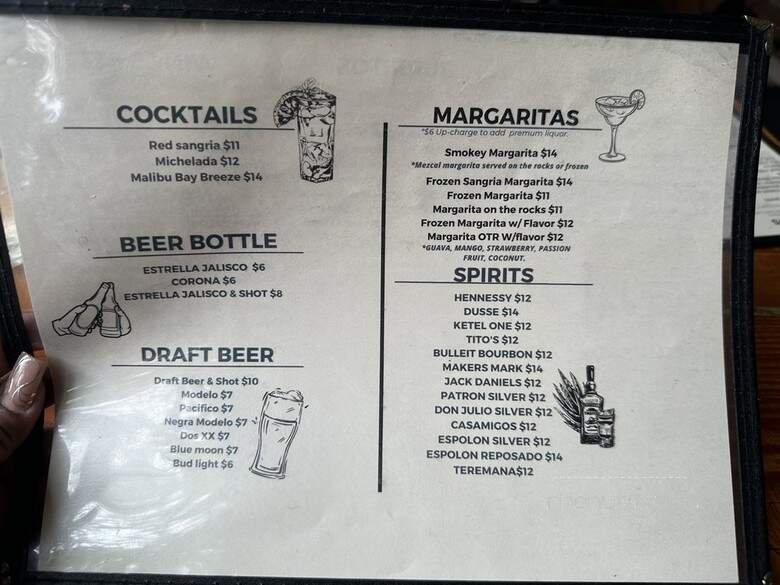 COCKTAILS
Red sangria $11
Michelada $12
Malibu Bay Breeze $14
BEER BOTTLE
ESTRELLA JALISCO $6
CORONA $6
ESTRELLA JALISCO & SHOT $8
DRAFT BEER
Draft Beer & Shot $10
Modelo $7
Pacifico $7
Negra Modelo $7
Dos XX $7
Blue moon $7
Bud light $6
MARGARITAS
*$6 Up-charge to add premium liquor.
Smokey Margarita $14
*Mezcal margarita served on the rocks or frozen
Frozen Sangria Margarita $14
Frozen Margarita $11
Margarita on the rocks $11
Frozen Margarita w/ Flavor $12
Margarita OTR W/flavor $12
*GUAVA, MANGO, STRAWBERRY, PASSION
FRUIT, COCONUT.
SPIRITS
HENNESSY $12
DUSSE $14
KETEL ONE $12
TITO'S $12
BULLEIT BOURBON $12
MAKERS MARK $14
JACK DANIELS $12
PATRON SILVER $12
DON JULIO SILVER $12
CASAMIGOS $12
ESPOLON SILVER $12
ESPOLON REPOSADO $14
TEREMANA$12